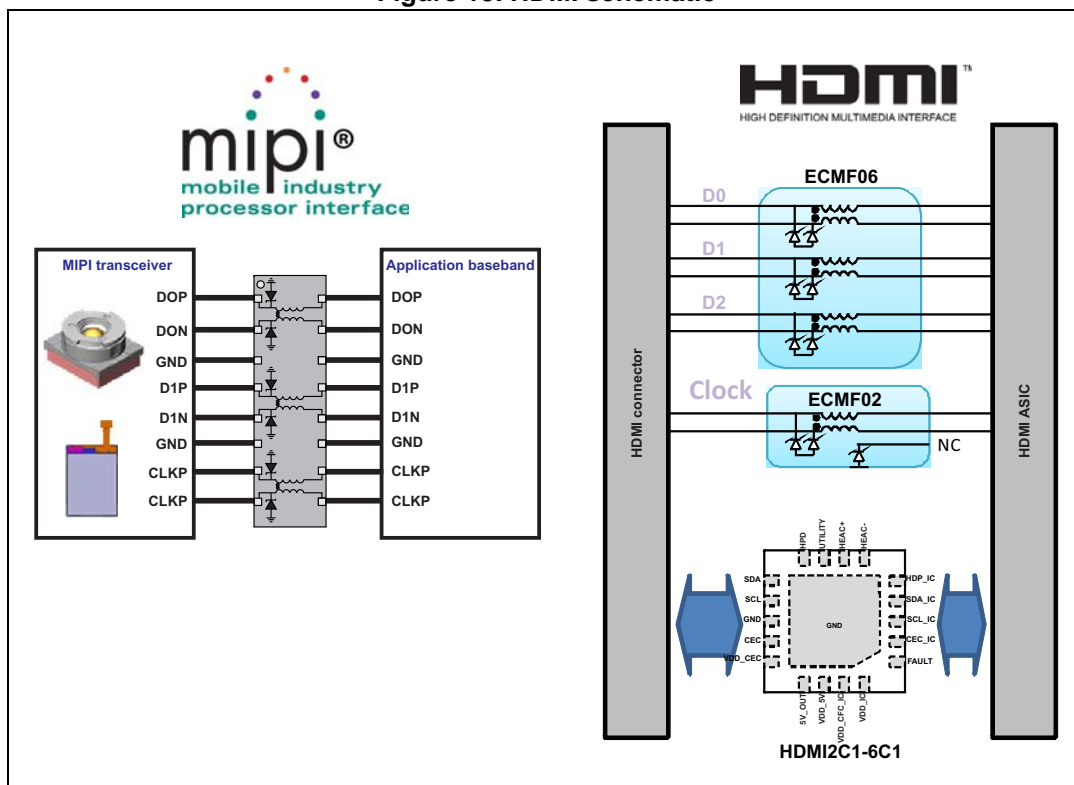 Figure 18. HDMI schematic
mipi®
mobile industry
processor interface
MIPI transceiver
DOP
DON
GND
D1P
D1N
GND
CLKP
CLKP
Application baseband
DOP
DON
GND
D1P
D1N
GND
CLKP
CLKP
HDMI™
HIGH DEFINITION MULTIMEDIA INTERFACE
HDMI connector
ECMF06
D0
D1
D2
Clock
ECMF02
NC
HDMI ASIC
HPD
UTILITY
HEAC+
HEAC-
SDA
SCL
GND
CEC
VDD_CEC
GND
HDP_IC
SDA_IC
SCL_IC
CEC_IC
FAULT
5V_OUT
VDD_5V
VDD_CFC_IC
VDD_IC
HDMI2C1-6C1